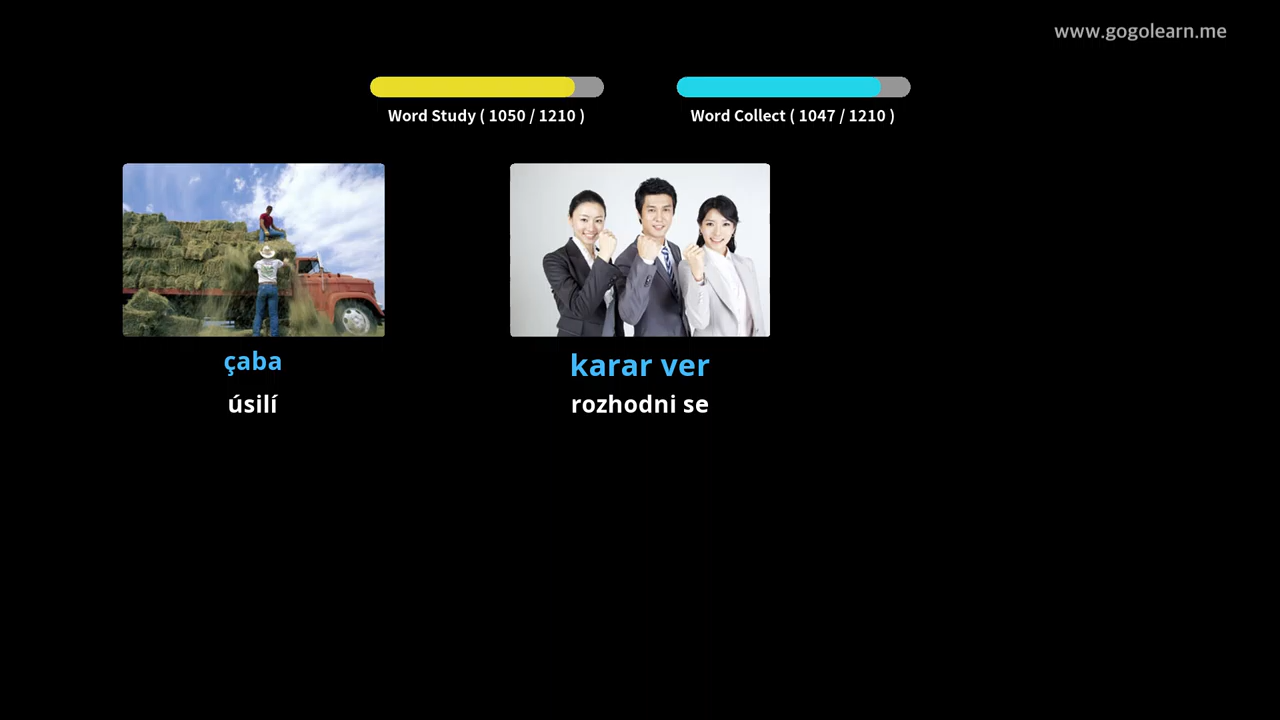 www.gogolearn.me
Word Study ( 1050 / 1210 )
Word Collect ( 1047 / 1210 )
çaba
úsilí
karar ver
rozhodni se